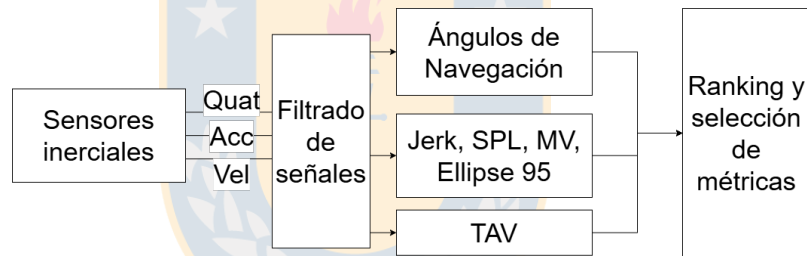 Sensores
inerciales
Quat
Acc
Vel
Filtrado
de
señales
Ángulos de
Navegación
Jerk, SPL, MV,
Ellipse 95
TAV
Ranking y
selección
de
métricas